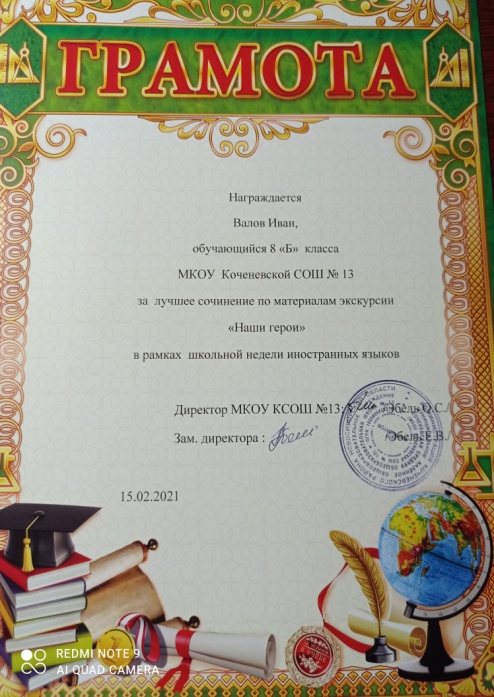 ГРАМОТА
Награждается
Валов Иван,
обучающийся 8 «Б» класса
МКОУ Коченевской СОШ № 13
за лучшее сочинение по материалам экскурсии
«Наши герои»
в рамках школьной недели иностранных языков
Директор МКОУ КСОШ №13: /Эбель О.С./
Зам. директора : /Эбель Е.В./
15.02.2021
REDMI NOTE 9
AI QUAD CAMERA